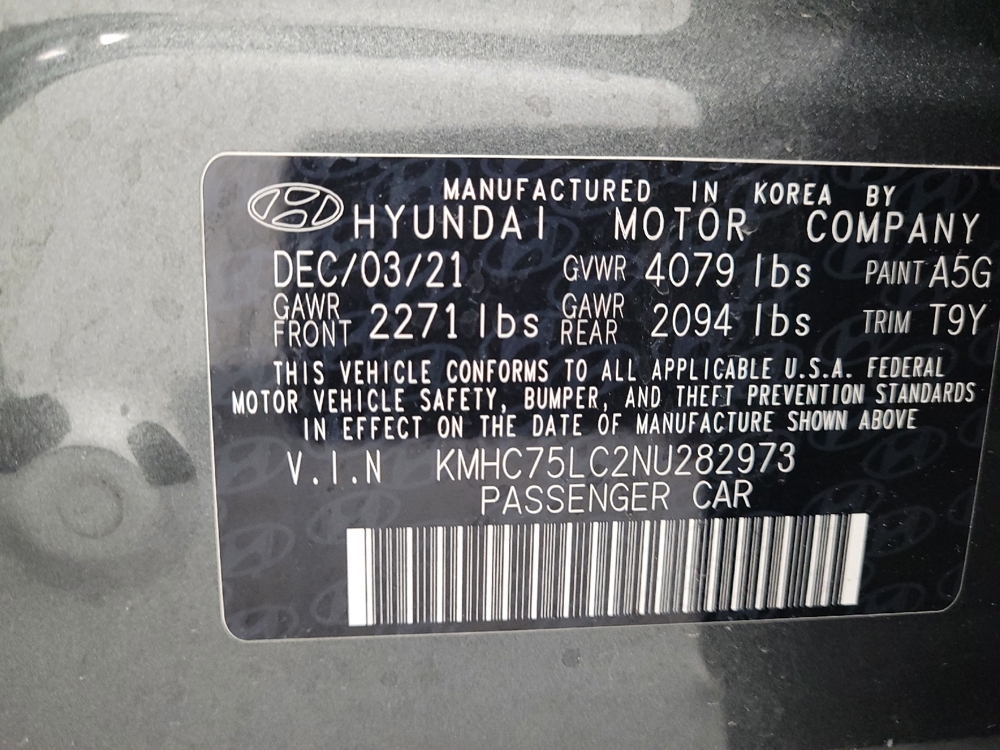 MANUFACTURED IN KOREA BY
HYUNDAI MOTOR COMPANY
DEC/03/21 GVWR 4079 lbs PAINT A5G
GAWR FRONT 2271 lbs GAWR REAR 2094 lbs TRIM T9Y
THIS VEHICLE CONFORMS TO ALL APPLICABLE U.S.A. FEDERAL
MOTOR VEHICLE SAFETY, BUMPER, AND THEFT PREVENTION STANDARDS
IN EFFECT ON THE DATE OF MANUFACTURE SHOWN ABOVE
V.I.N KMHC75LC2NU282973
PASSENGER CAR